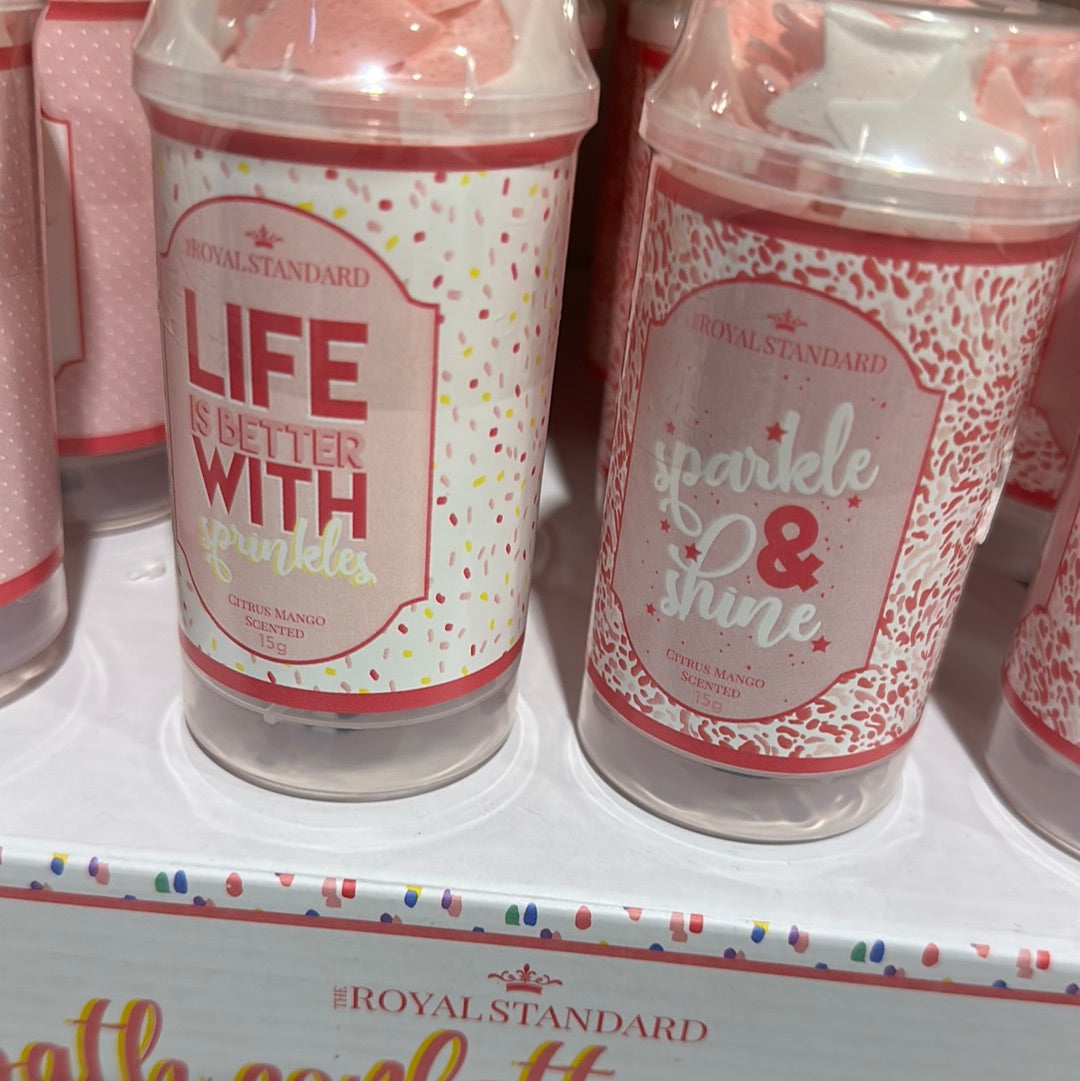 THE ROYAL STANDARD
LIFE
IS BETTER
WITH
sprinkles
CITRUS MANGO
SCENTED
15g
THE ROYAL STANDARD
sparkle
&
shine
CITRUS MANGO
SCENTED
15g
THE ROYAL STANDARD